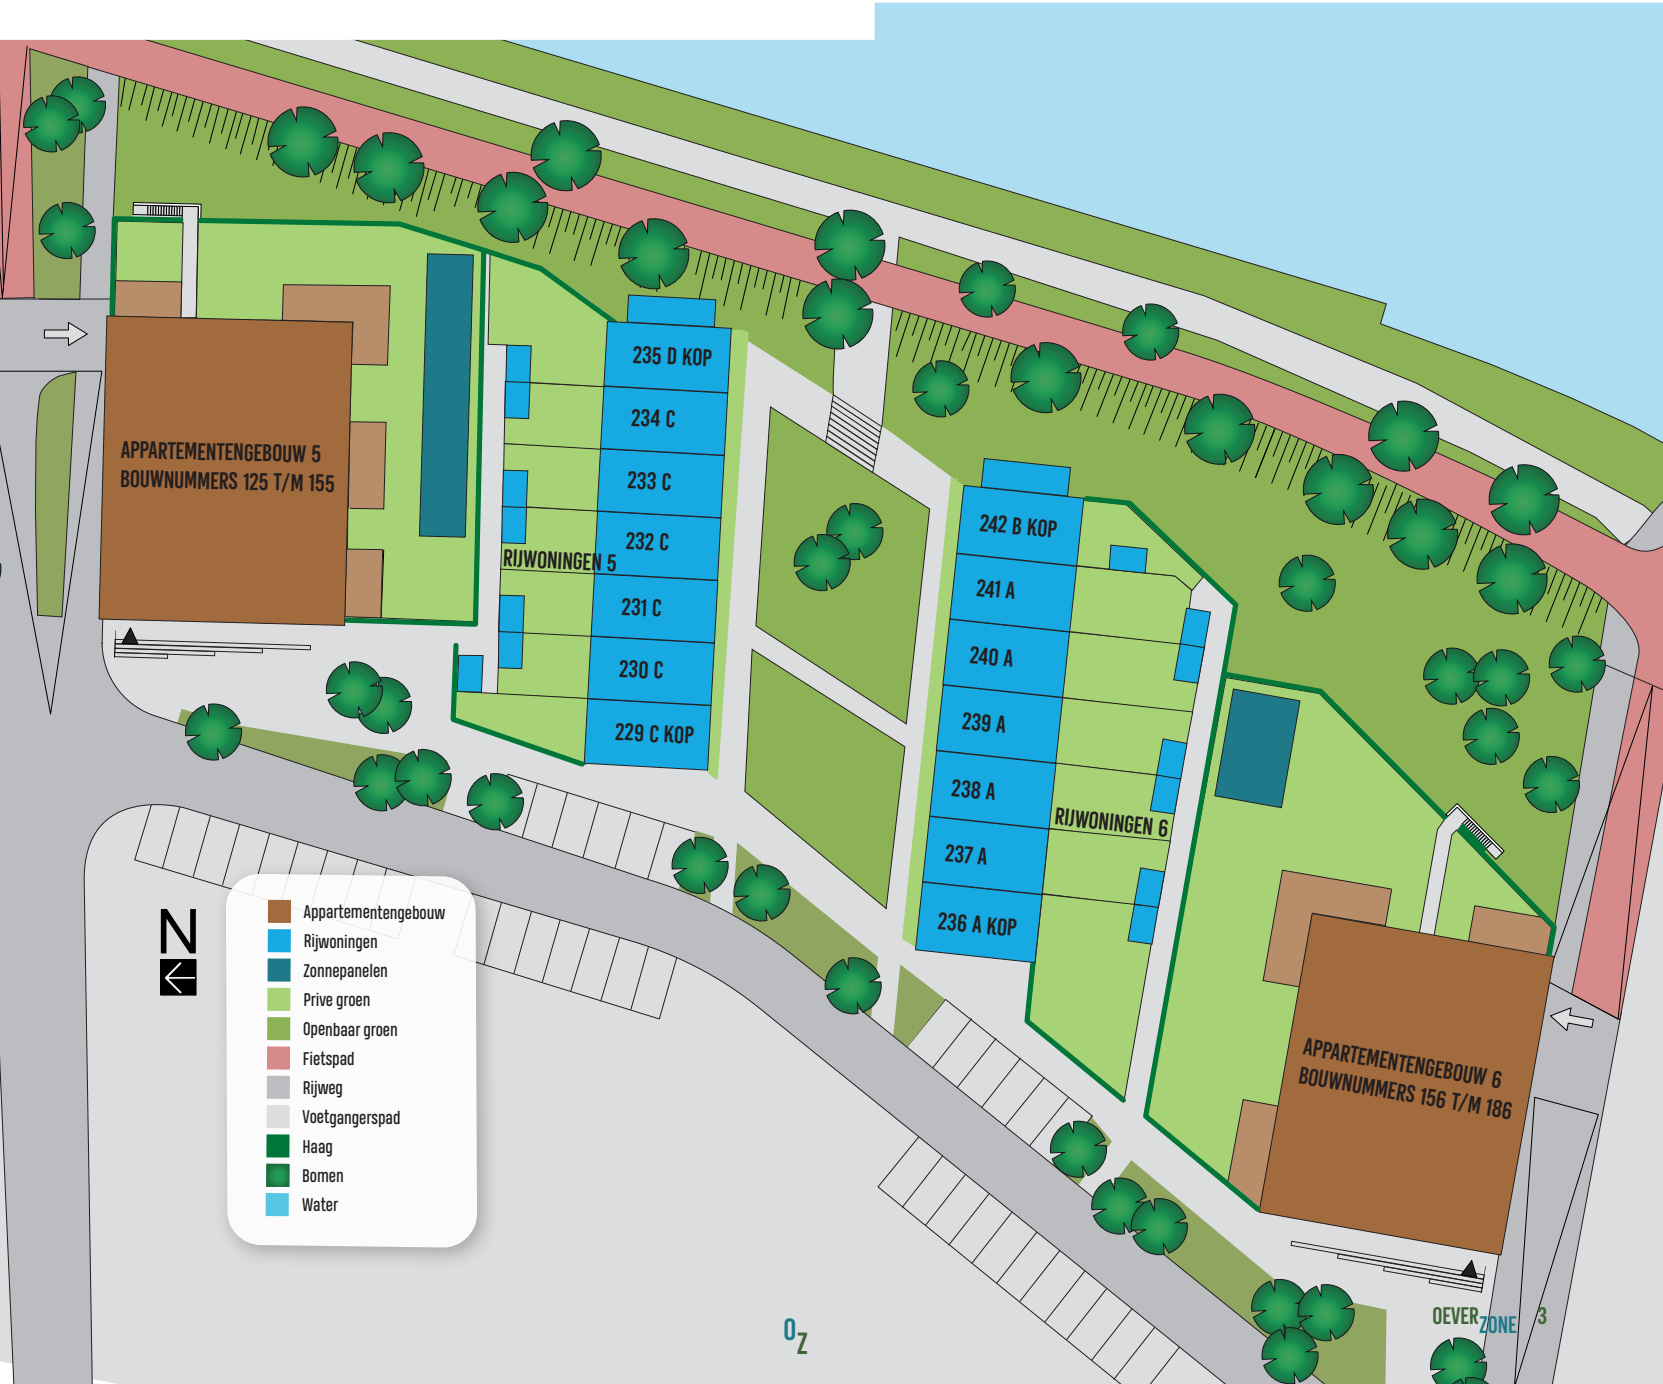 APPARTEMENTENGEBOUW 5
BOUWNUMMERS 125 T/M 155
235 D KOP
234 C
233 C
232 C
RIJWONINGEN 5
231 C
230 C
229 C KOP
242 B KOP
241 A
240 A
239 A
238 A
RIJWONINGEN 6
237 A
236 A KOP
APPARTEMENTENGEBOUW 6
BOUWNUMMERS 156 T/M 186
N
Appartementengebouw
Rijwoningen
Zonnepanelen
Prive groen
Openbaar groen
Fietspad
Rijweg
Voetgangerspad
Haag
Bomen
Water
OZ
OEVERZONE 3